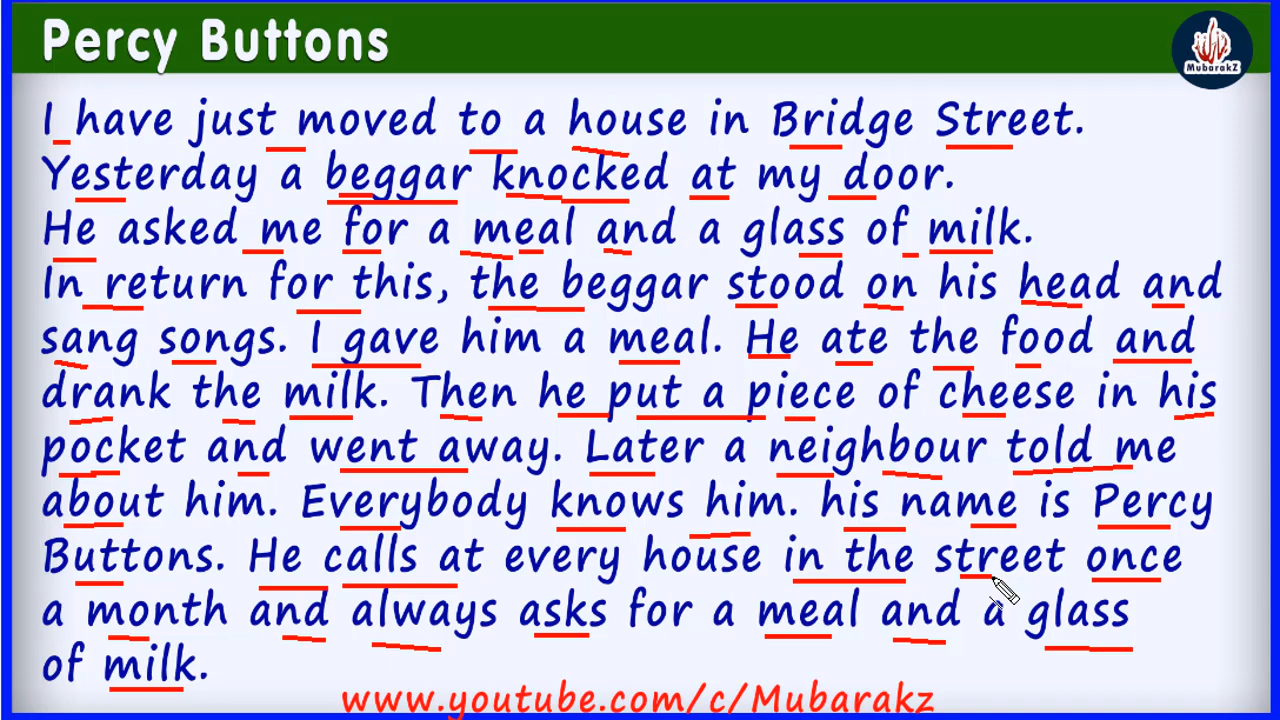 Percy Buttons
MubarakZ
I have just moved to a house in Bridge Street.
Yesterday a beggar knocked at my door.
He asked me for a meal and a glass of milk.
In return for this, the beggar stood on his head and
sang songs. I gave him a meal. He ate the food and
drank the milk. Then he put a piece of cheese in his
pocket and went away. Later a neighbour told me
about him. Everybody knows him. his name is Percy
Buttons. He calls at every house in the street once
a month and always asks for a meal and a glass
of milk.
www.youtube.com/c/Mubarakz